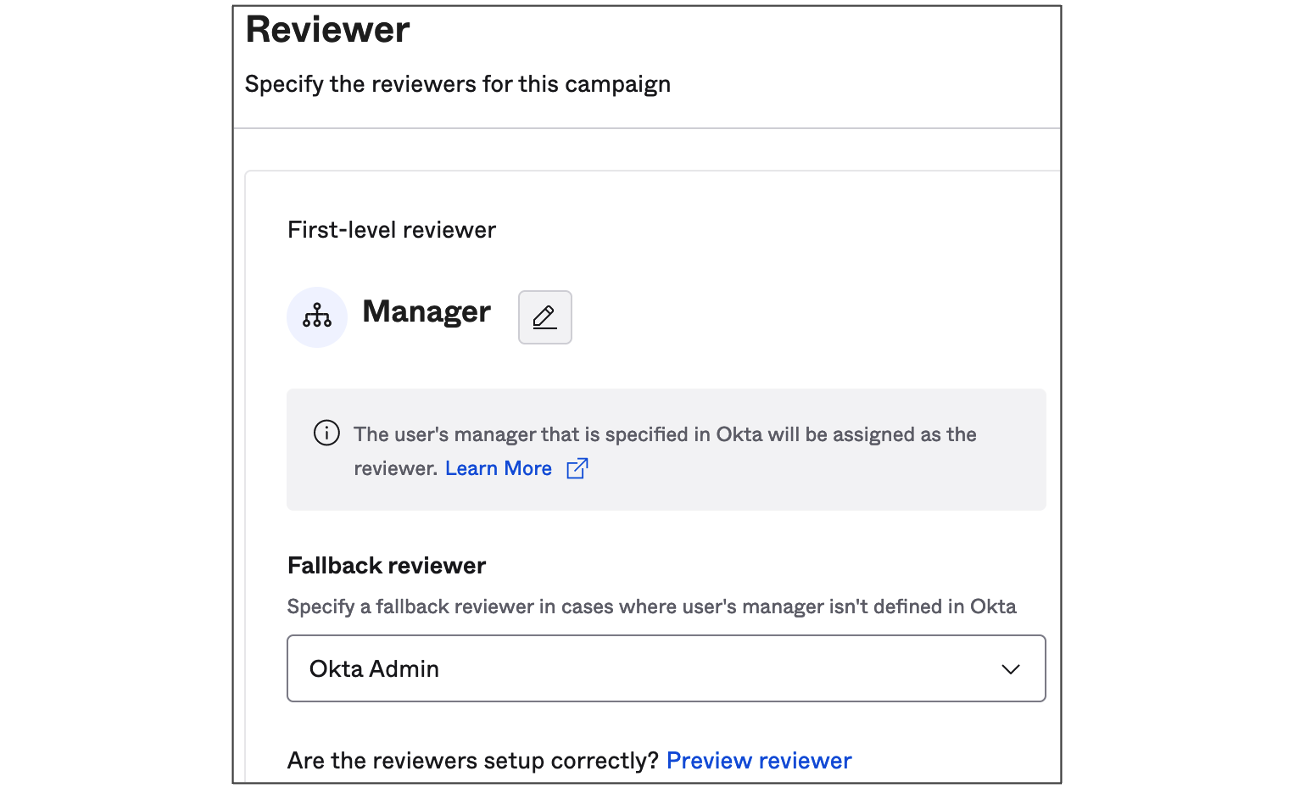 Reviewer
Specify the reviewers for this campaign
First-level reviewer
Manager
The user's manager that is specified in Okta will be assigned as the
reviewer. Learn More
Fallback reviewer
Specify a fallback reviewer in cases where user's manager isn't defined in Okta
Okta Admin
Are the reviewers setup correctly? Preview reviewer